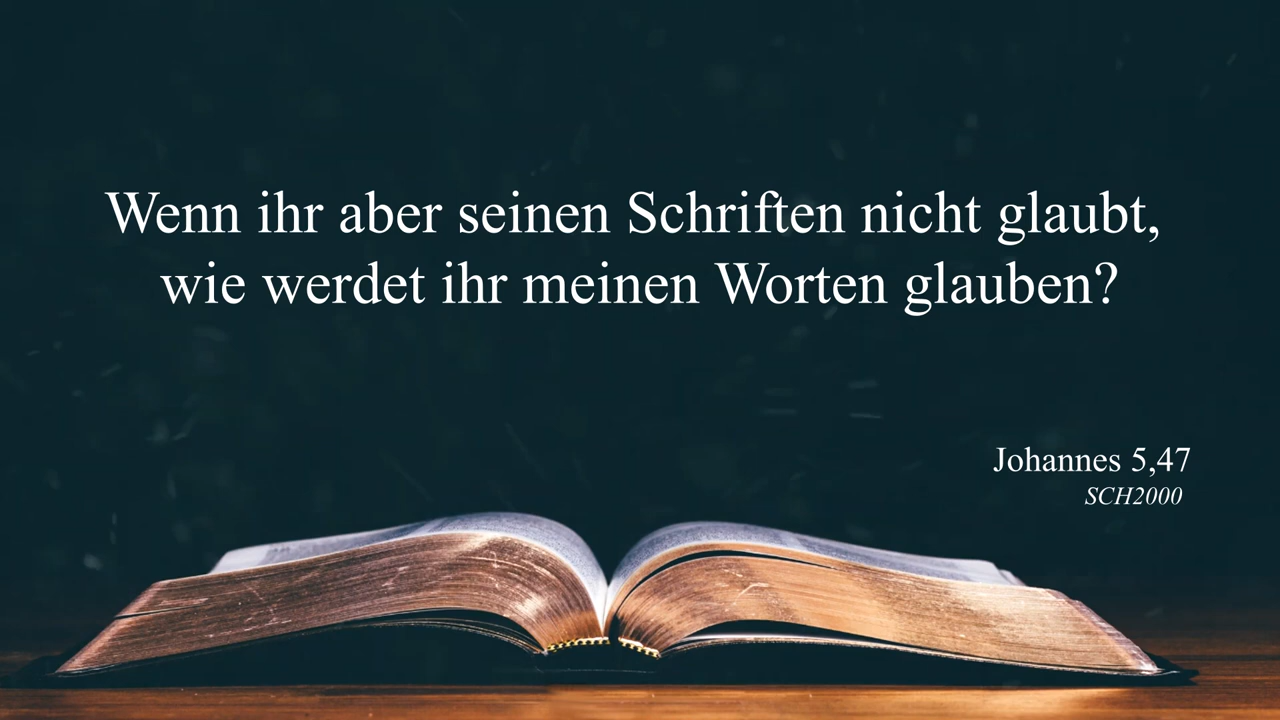 Wenn ihr aber seinen Schriften nicht glaubt,
wie werdet ihr meinen Worten glauben?
Johannes 5,47
SCH2000